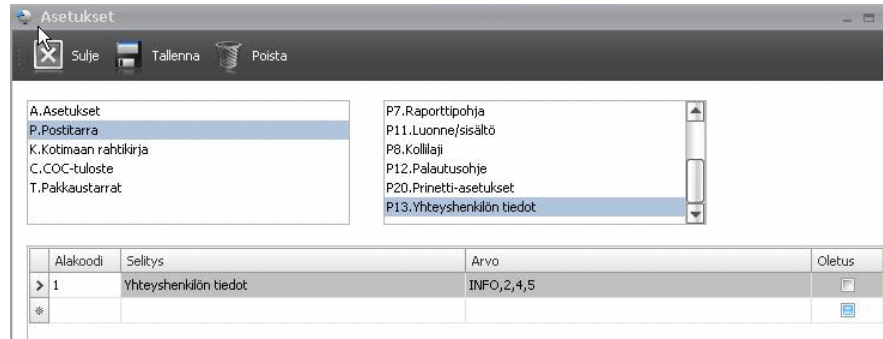 Asetukset
Sulje Tallenna Poista
A.Asetukset
P.Postitarra
K.Kotimaan rahtikirja
C.COC-tuloste
T.Pakkaustarrat
P7.Raporttipohja
P11.Luonne/sisältö
P8.Kollilaji
P12.Palautusohje
P20.Prinetti-asetukset
P13.Yhteyshenkilön tiedot
Alakoodi Selitys Arvo Oletus
1 Yhteyshenkilön tiedot INFO,2,4,5